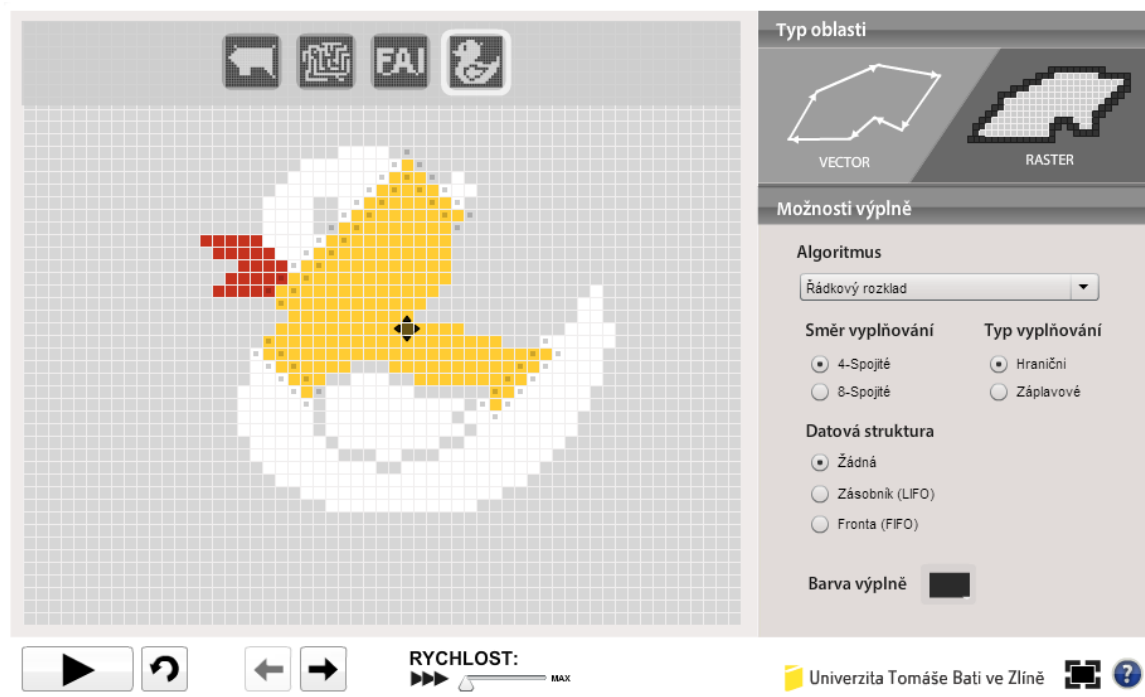 FAI
Typ oblasti
VECTOR
RASTER
Možnosti výplně
Algoritmus
Řádkový rozklad
Směr vyplňování
Typ vyplňování
4-Spojité
Hraniční
8-Spojité
Záplavové
Datová struktura
Žádná
Zásobník (LIFO)
Fronta (FIFO)
Barva výplně
RYCHLOST:
MAX
Univerzita Tomáše Bati ve Zlíně
?